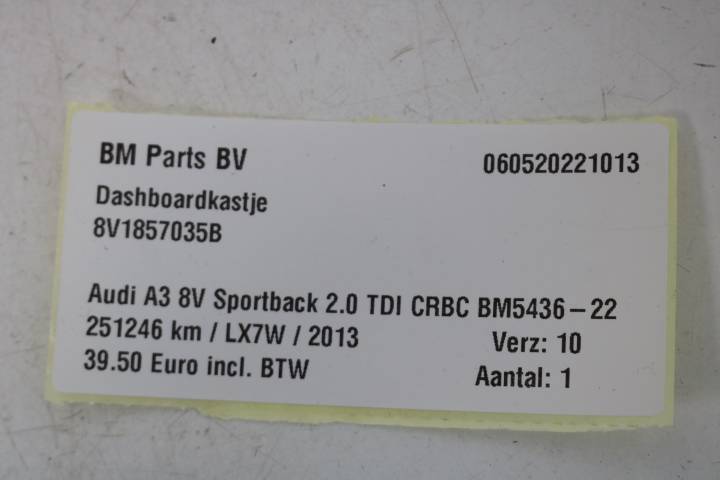 BM Parts BV 060520221013
Dashboardkastje
8V1857035B
Audi A3 8V Sportback 2.0 TDI CRBC BM5436-22
251246 km / LX7W / 2013 Verz: 10
39.50 Euro incl. BTW Aantal: 1